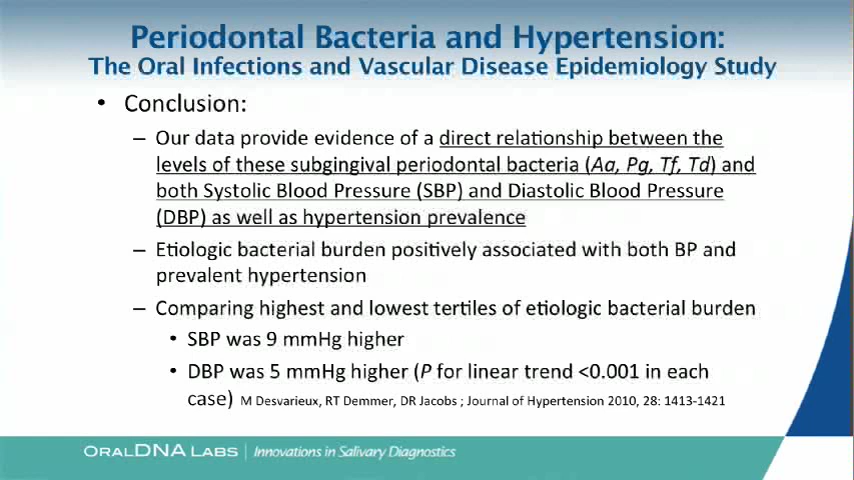 Periodontal Bacteria and Hypertension:
The Oral Infections and Vascular Disease Epidemiology Study
• Conclusion:
– Our data provide evidence of a direct relationship between the
levels of these subgingival periodontal bacteria (Aa, Pg, Tf, Td) and
both Systolic Blood Pressure (SBP) and Diastolic Blood Pressure
(DBP) as well as hypertension prevalence
– Etiologic bacterial burden positively associated with both BP and
prevalent hypertension
– Comparing highest and lowest tertiles of etiologic bacterial burden
• SBP was 9 mmHg higher
• DBP was 5 mmHg higher (P for linear trend <0.001 in each
case) M Desvarieux, RT Demmer, DR Jacobs ; Journal of Hypertension 2010, 28: 1413-1421
ORALDNA LABS | Innovations in Salivary Diagnostics